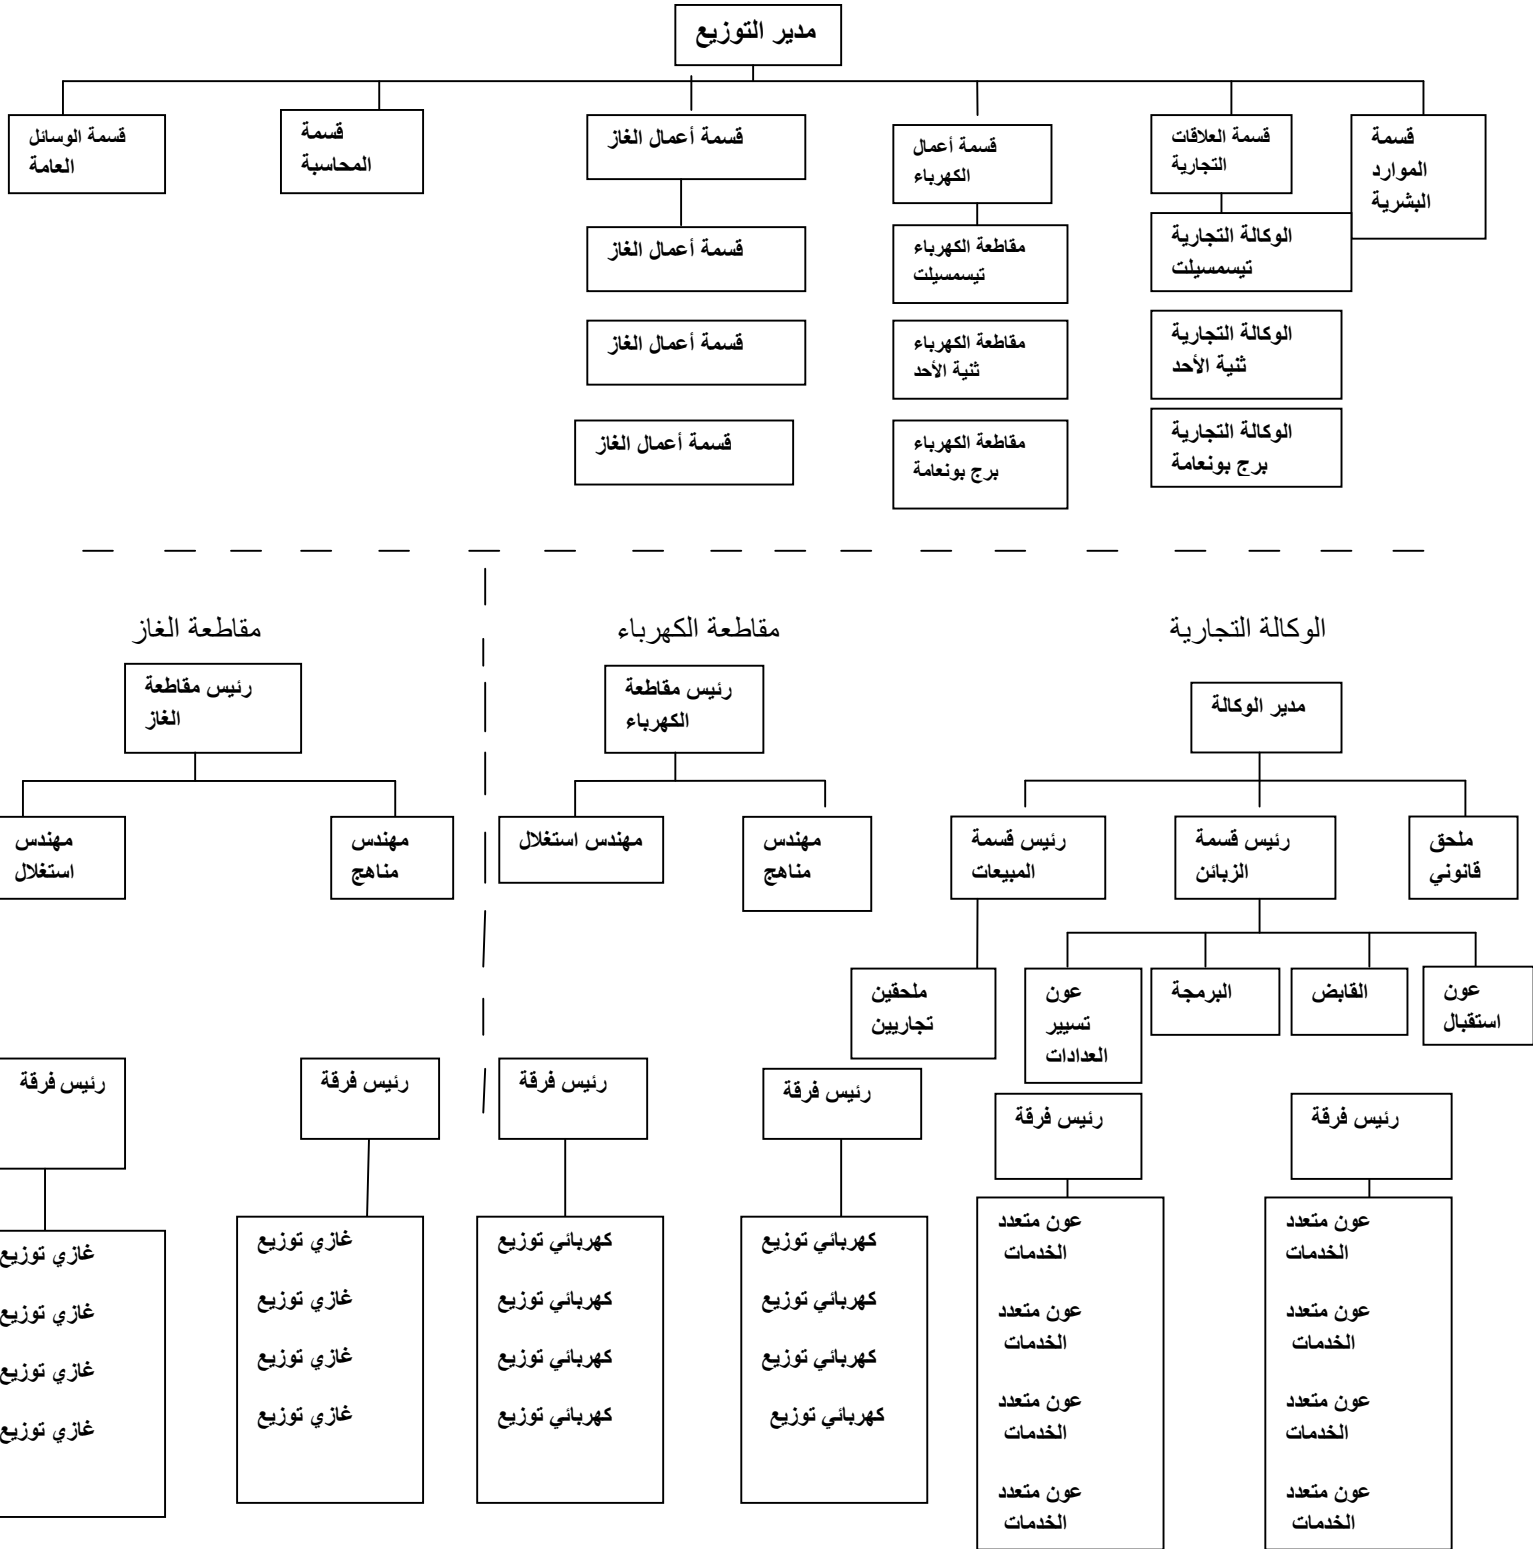 مدير التوزيع
قسمة
الموارد
البشرية
قسمة العلاقات
التجارية
قسمة أعمال
الكهرباء
قسمة أعمال الغاز
قسمة
المحاسبة
قسمة الوسائل
العامة
الوكالة التجارية
تيسمسيلت
مقاطعة الكهرباء
تيسمسيلت
قسمة أعمال الغاز
الوكالة التجارية
ثنية الأحد
مقاطعة الكهرباء
ثنية الأحد
قسمة أعمال الغاز
الوكالة التجارية
برج بونعامة
مقاطعة الكهرباء
برج بونعامة
قسمة أعمال الغاز
الوكالة التجارية
مدير الوكالة
ملحق
قانوني
رئيس قسمة
الزبائن
رئيس قسمة
المبيعات
عون
استقبال
القابض
البرمجة
عون
تسيير
العدادات
ملحقين
تجاريين
رئيس فرقة
عون متعدد
الخدمات
عون متعدد
الخدمات
عون متعدد
الخدمات
عون متعدد
الخدمات
رئيس فرقة
عون متعدد
الخدمات
عون متعدد
الخدمات
عون متعدد
الخدمات
عون متعدد
الخدمات
مقاطعة الكهرباء
رئيس مقاطعة
الكهرباء
مهندس
مناهج
مهندس استغلال
رئيس فرقة
كهربائي توزيع
كهربائي توزيع
كهربائي توزيع
كهربائي توزيع
رئيس فرقة
كهربائي توزيع
كهربائي توزيع
كهربائي توزيع
كهربائي توزيع
مقاطعة الغاز
رئيس مقاطعة
الغاز
مهندس
مناهج
مهندس
استغلال
رئيس فرقة
غازي توزيع
غازي توزيع
غازي توزيع
غازي توزيع
رئيس فرقة
غازي توزيع
غازي توزيع
غازي توزيع
غازي توزيع